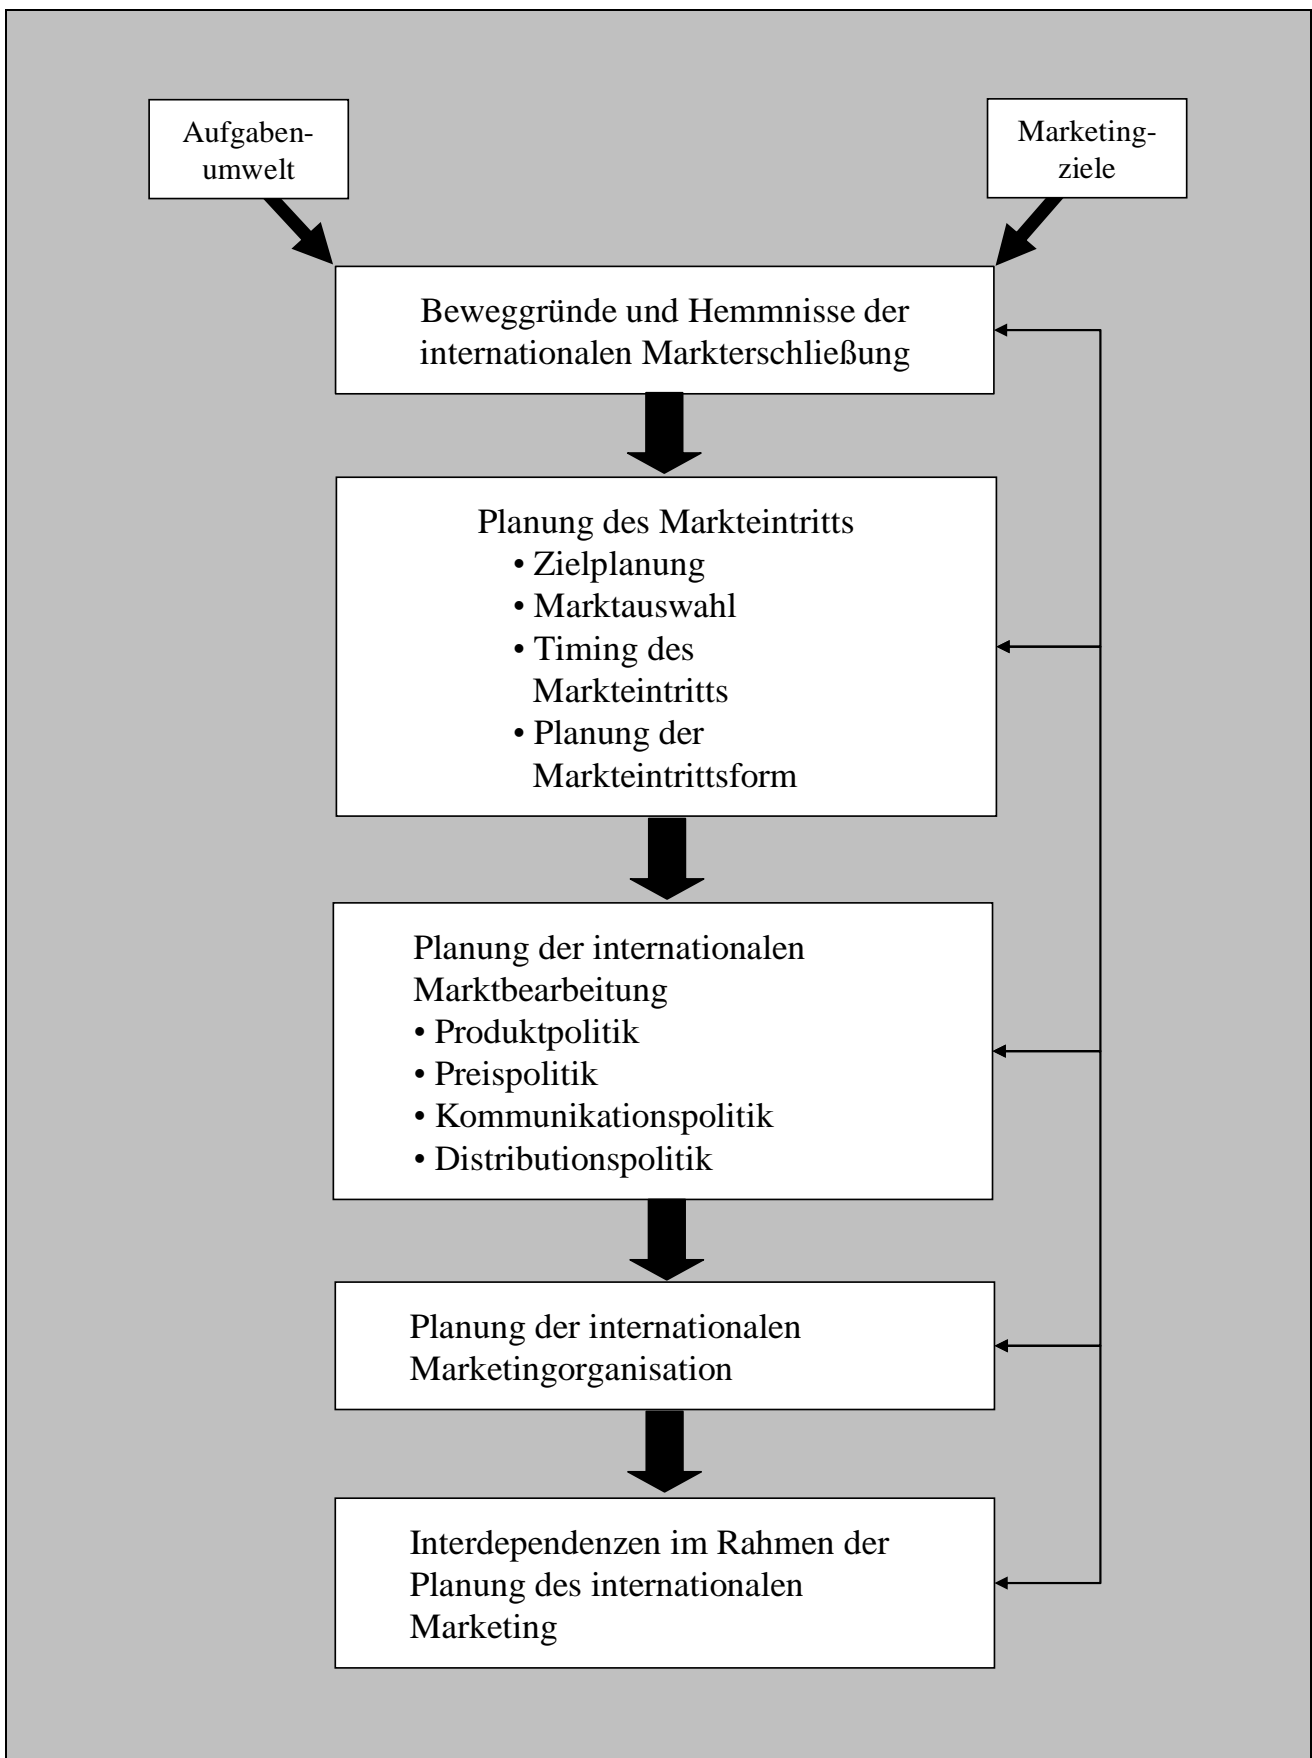 Aufgaben-
umwelt
Marketing-
ziele
Beweggründe und Hemmnisse der
internationalen Markterschließung
Planung des Markteintritts
• Zielplanung
• Marktauswahl
• Timing des
Markteintritts
• Planung der
Markteintrittsform
Planung der internationalen
Marktbearbeitung
• Produktpolitik
• Preispolitik
• Kommunikationspolitik
• Distributionspolitik
Planung der internationalen
Marketingorganisation
Interdependenzen im Rahmen der
Planung des internationalen
Marketing